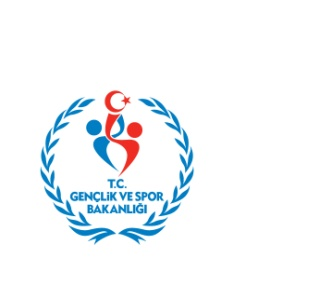 T.C.
GENÇLİK VE SPOR
BAKANLIĞI